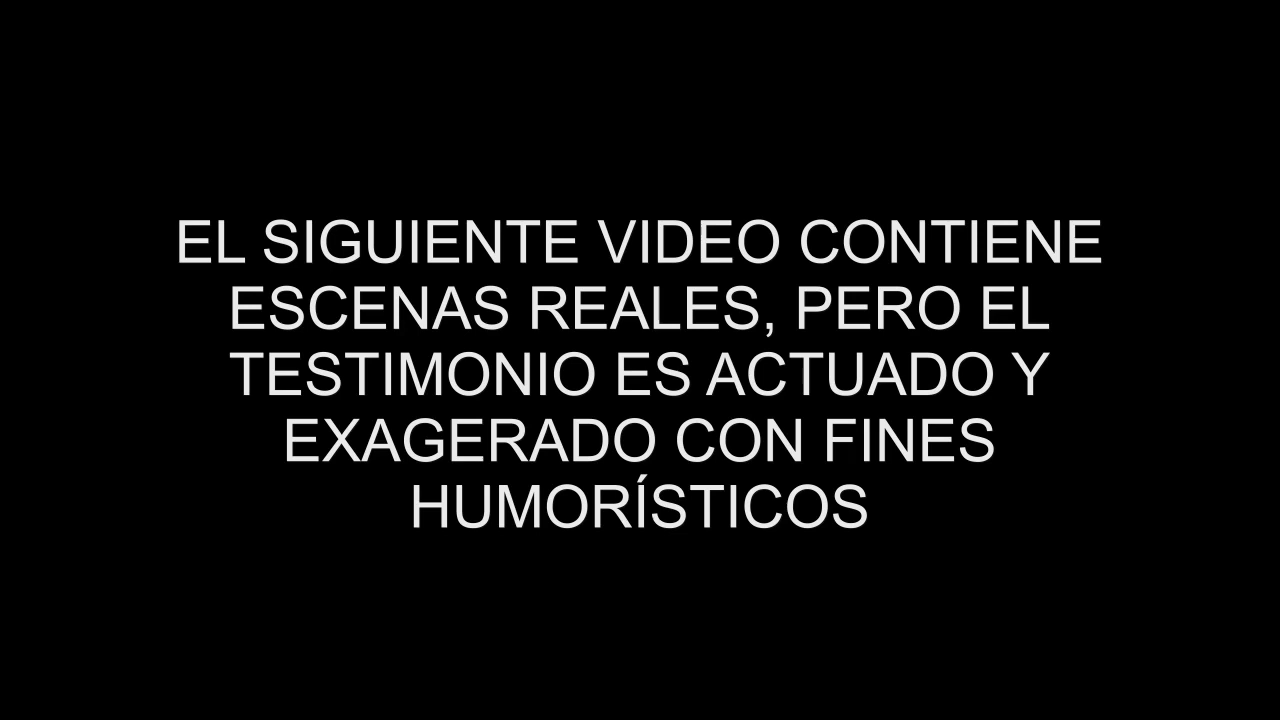 EL SIGUIENTE VIDEO CONTIENE
ESCENAS REALES, PERO EL
TESTIMONIO ES ACTUADO Y
EXAGERADO CON FINES
HUMORÍSTICOS